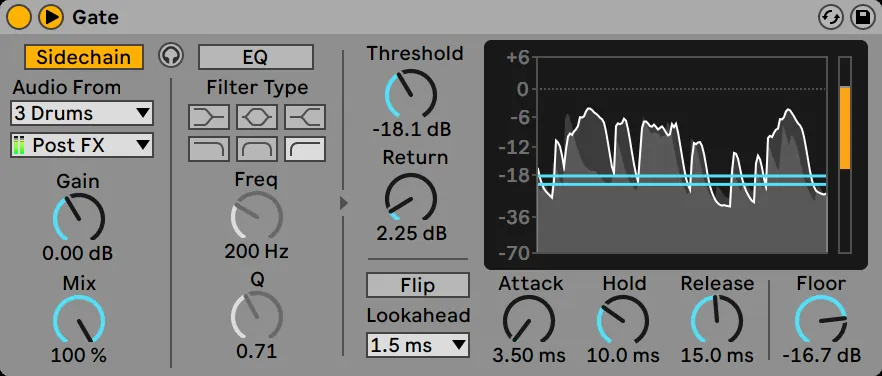 Gate
Sidechain
EQ
Audio From
3 Drums
Post FX
Gain
0.00 dB
Mix
100 %
Filter Type
Freq
200 Hz
Q
0.71
Threshold
-18.1 dB
Return
2.25 dB
Flip
Lookahead
1.5 ms
+6
0
-6
-12
-18
-36
-70
Attack
3.50 ms
Hold
10.0 ms
Release
15.0 ms
Floor
-16.7 dB